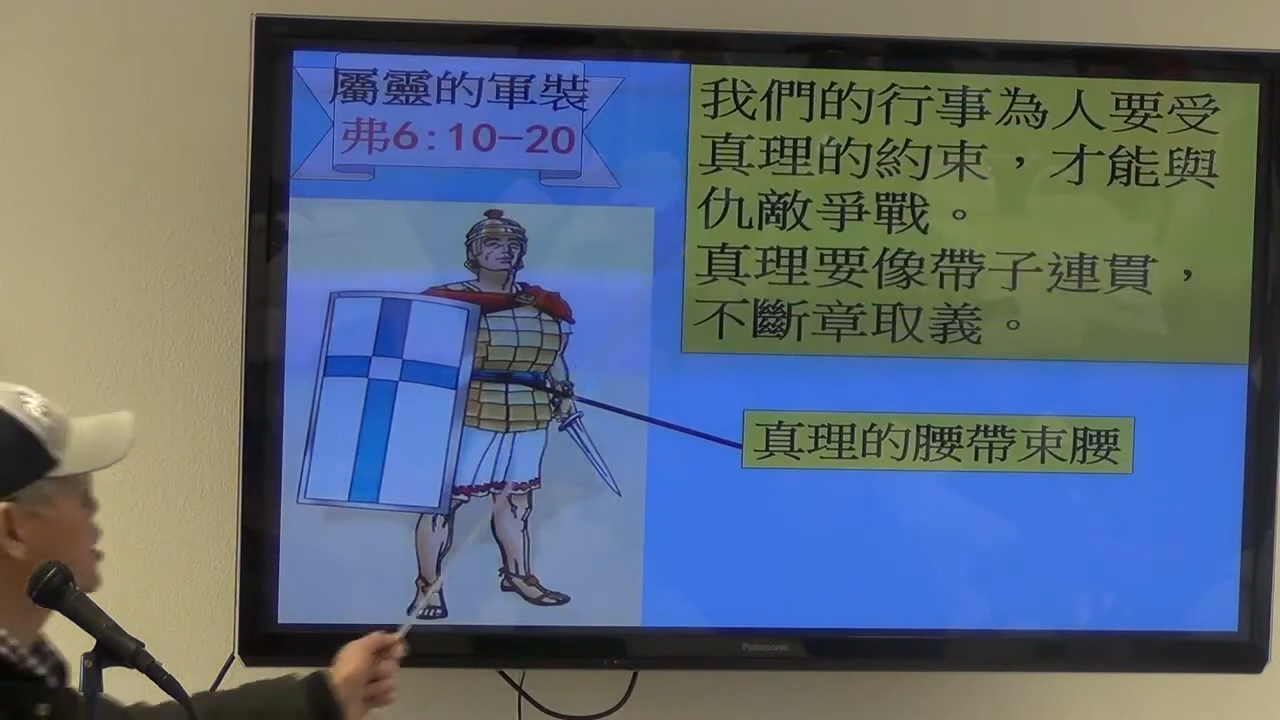 屬靈的軍裝
弗6:10-20
我們的行事為人要受
真理的約束，才能與
仇敵爭戰。
真理要像帶子連貫，
不斷章取義。
真理的腰帶束腰
Panasonic